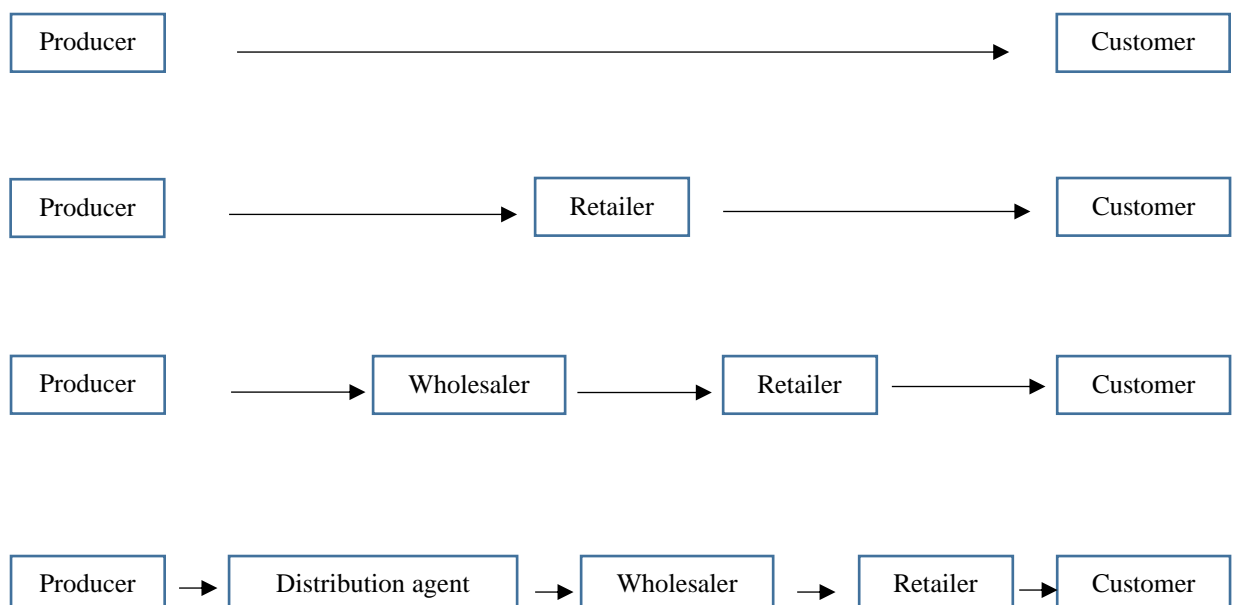 Producer Customer
Producer Retailer Customer
Producer Wholesaler Retailer Customer
Producer Distribution agent Wholesaler Retailer Customer